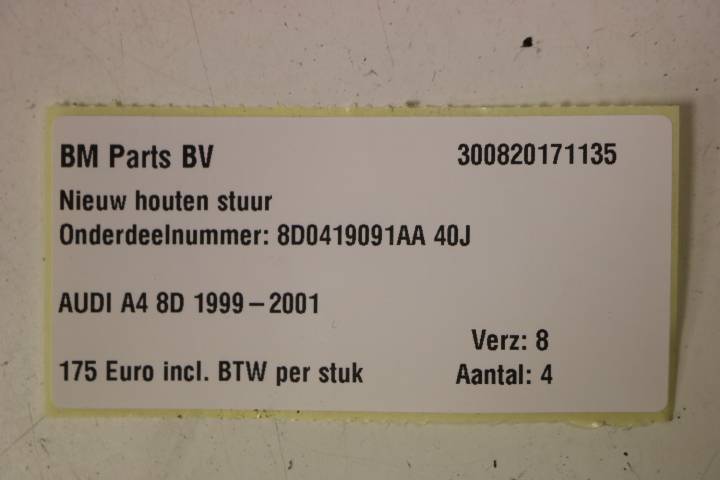 BM Parts BV 300820171135
Nieuw houten stuur
Onderdeelnummer: 8D0419091AA 40J
AUDI A4 8D 1999–2001
Verz: 8
175 Euro incl. BTW per stuk Aantal: 4